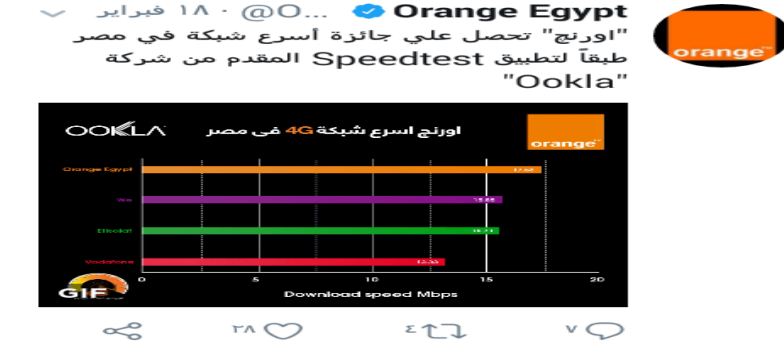 Orange Egypt @O... · ١٨ فبراير
"اورنج" تحصل علي جائزة أسرع شبكة في مصر
طبقاً لتطبيق Speedtest المقدم من شركة
"Ookla"
orange
OOKLA
اورنج اسرع شبكة 4G فى مصر
orange
Orange Egypt
We
Etisalat
Vodafone
0 5 10 15 20
Download speed Mbps
GIF
٢٨
٤
٧